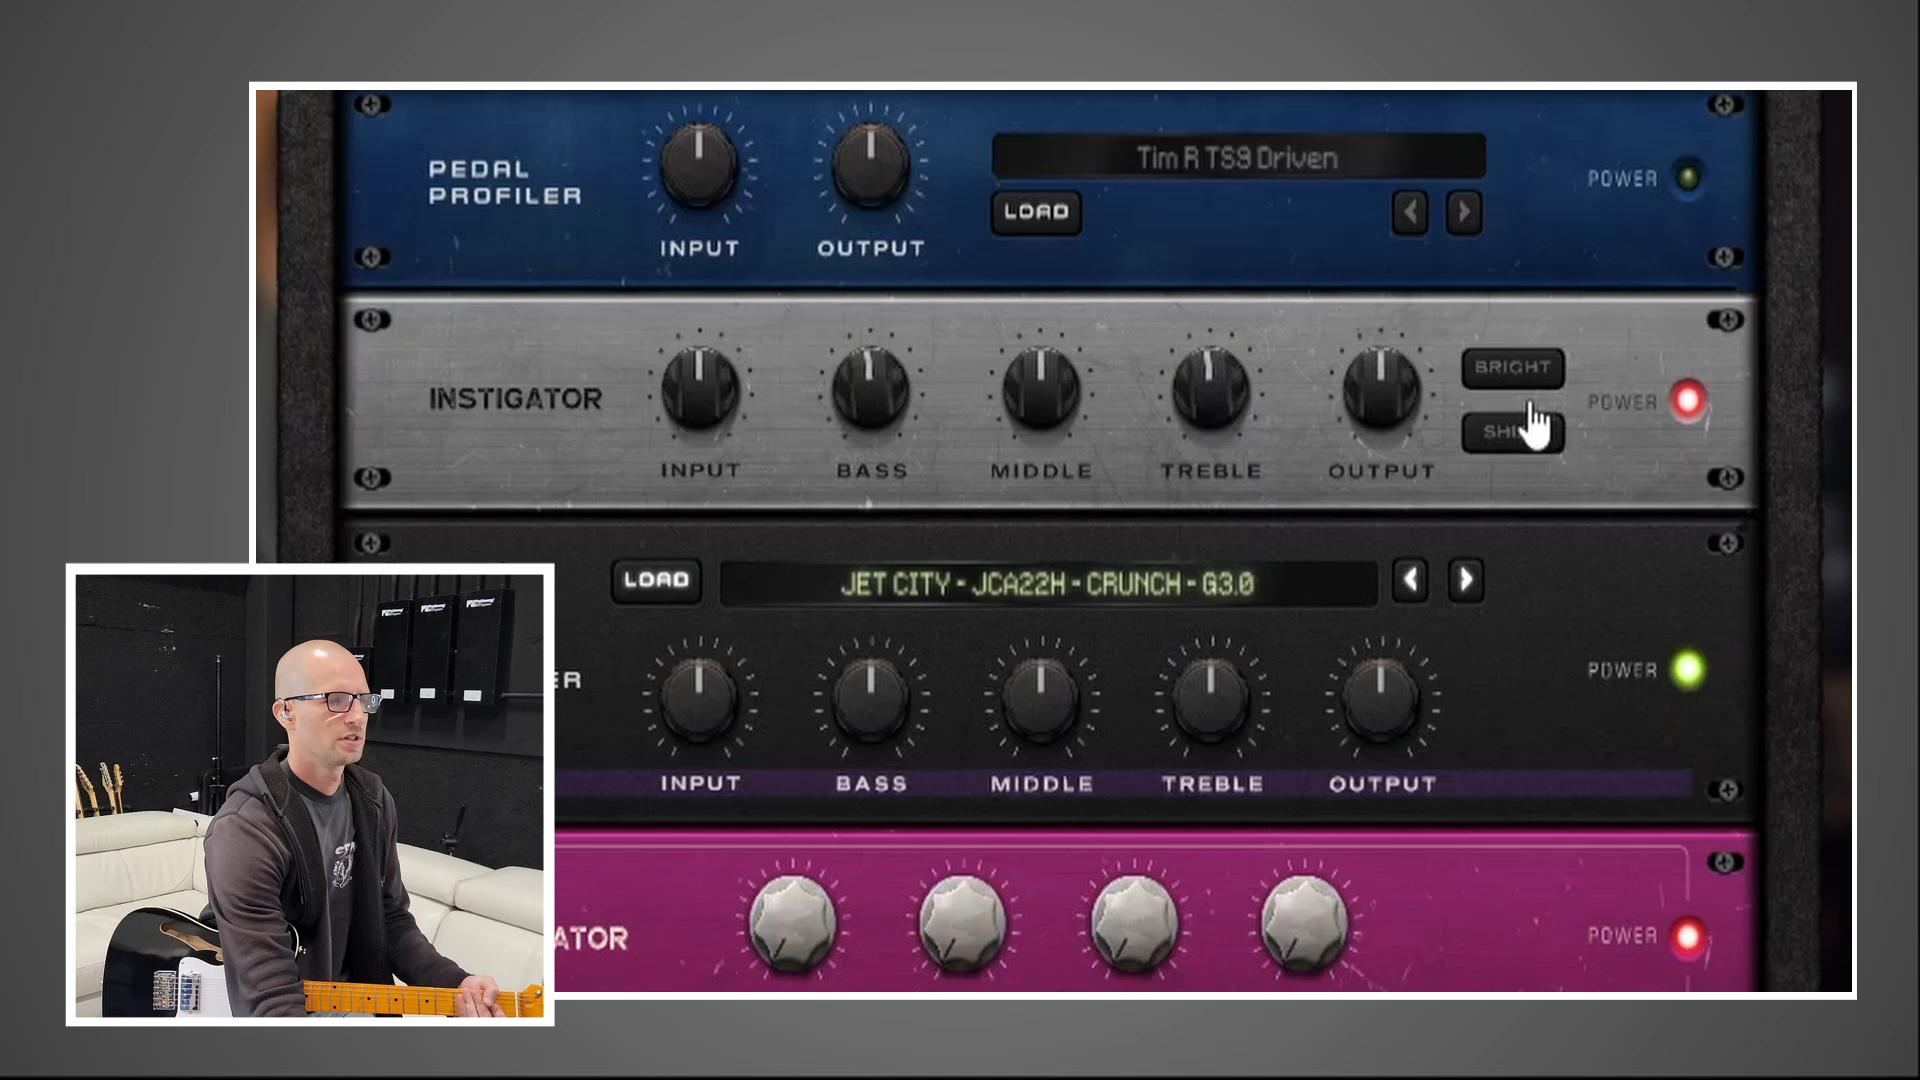 PEDAL
PROFILER
INPUT
OUTPUT
Tim R TS9 Driven
LOAD
POWER
INSTIGATOR
INPUT
BASS
MIDDLE
TREBLE
OUTPUT
BRIGHT
POWER
LOAD
JET CITY - JCA22H - CRUNCH - G3.0
ER
INPUT
BASS
MIDDLE
TREBLE
OUTPUT
POWER
ATOR
POWER